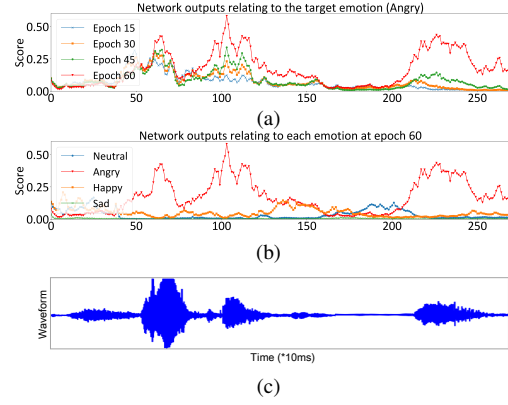 Network outputs relating to the target emotion (Angry)
Score
0.50
0.25
0.00
Epoch 15
Epoch 30
Epoch 45
Epoch 60
0 50 100 150 200 250
(a)
Network outputs relating to each emotion at epoch 60
Score
0.50
0.25
0.00
Neutral
Angry
Happy
Sad
0 50 100 150 200 250
(b)
Waveform
Time (*10ms)
(c)